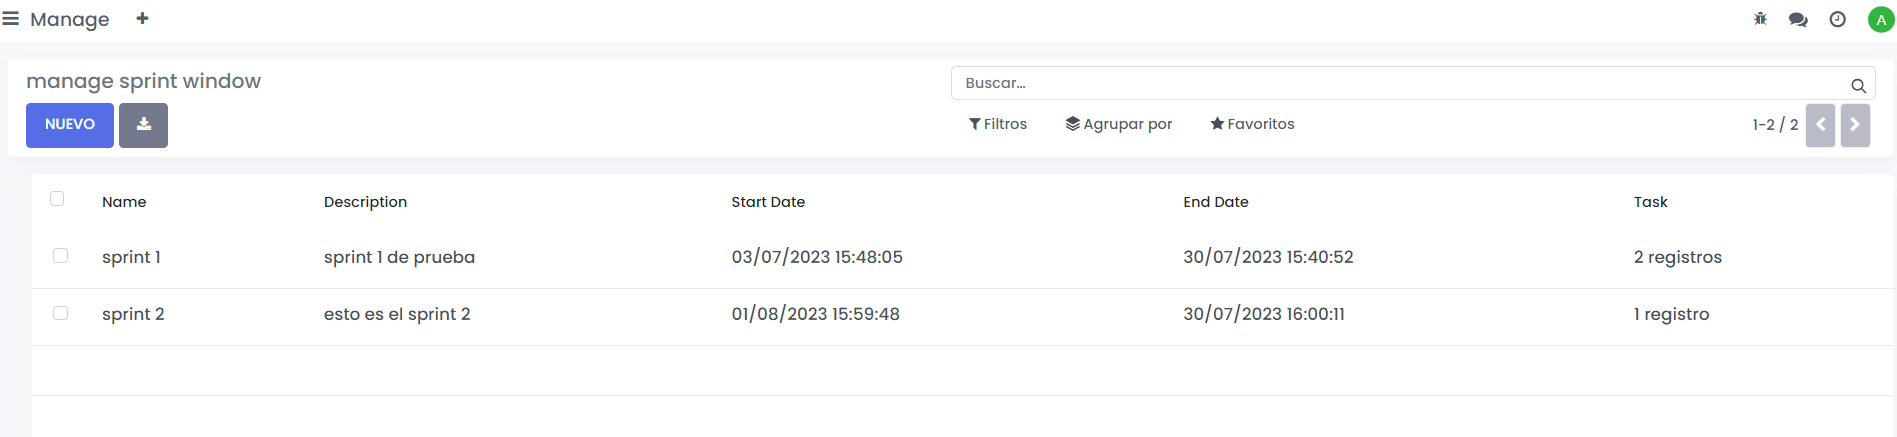 Manage
A
manage sprint window
Buscar...
NUEVO
Filtros Agrupar por Favoritos 1-2 / 2
Name Description Start Date End Date Task
sprint 1 sprint 1 de prueba 03/07/2023 15:48:05 30/07/2023 15:40:52 2 registros
sprint 2 esto es el sprint 2 01/08/2023 15:59:48 30/07/2023 16:00:11 1 registro